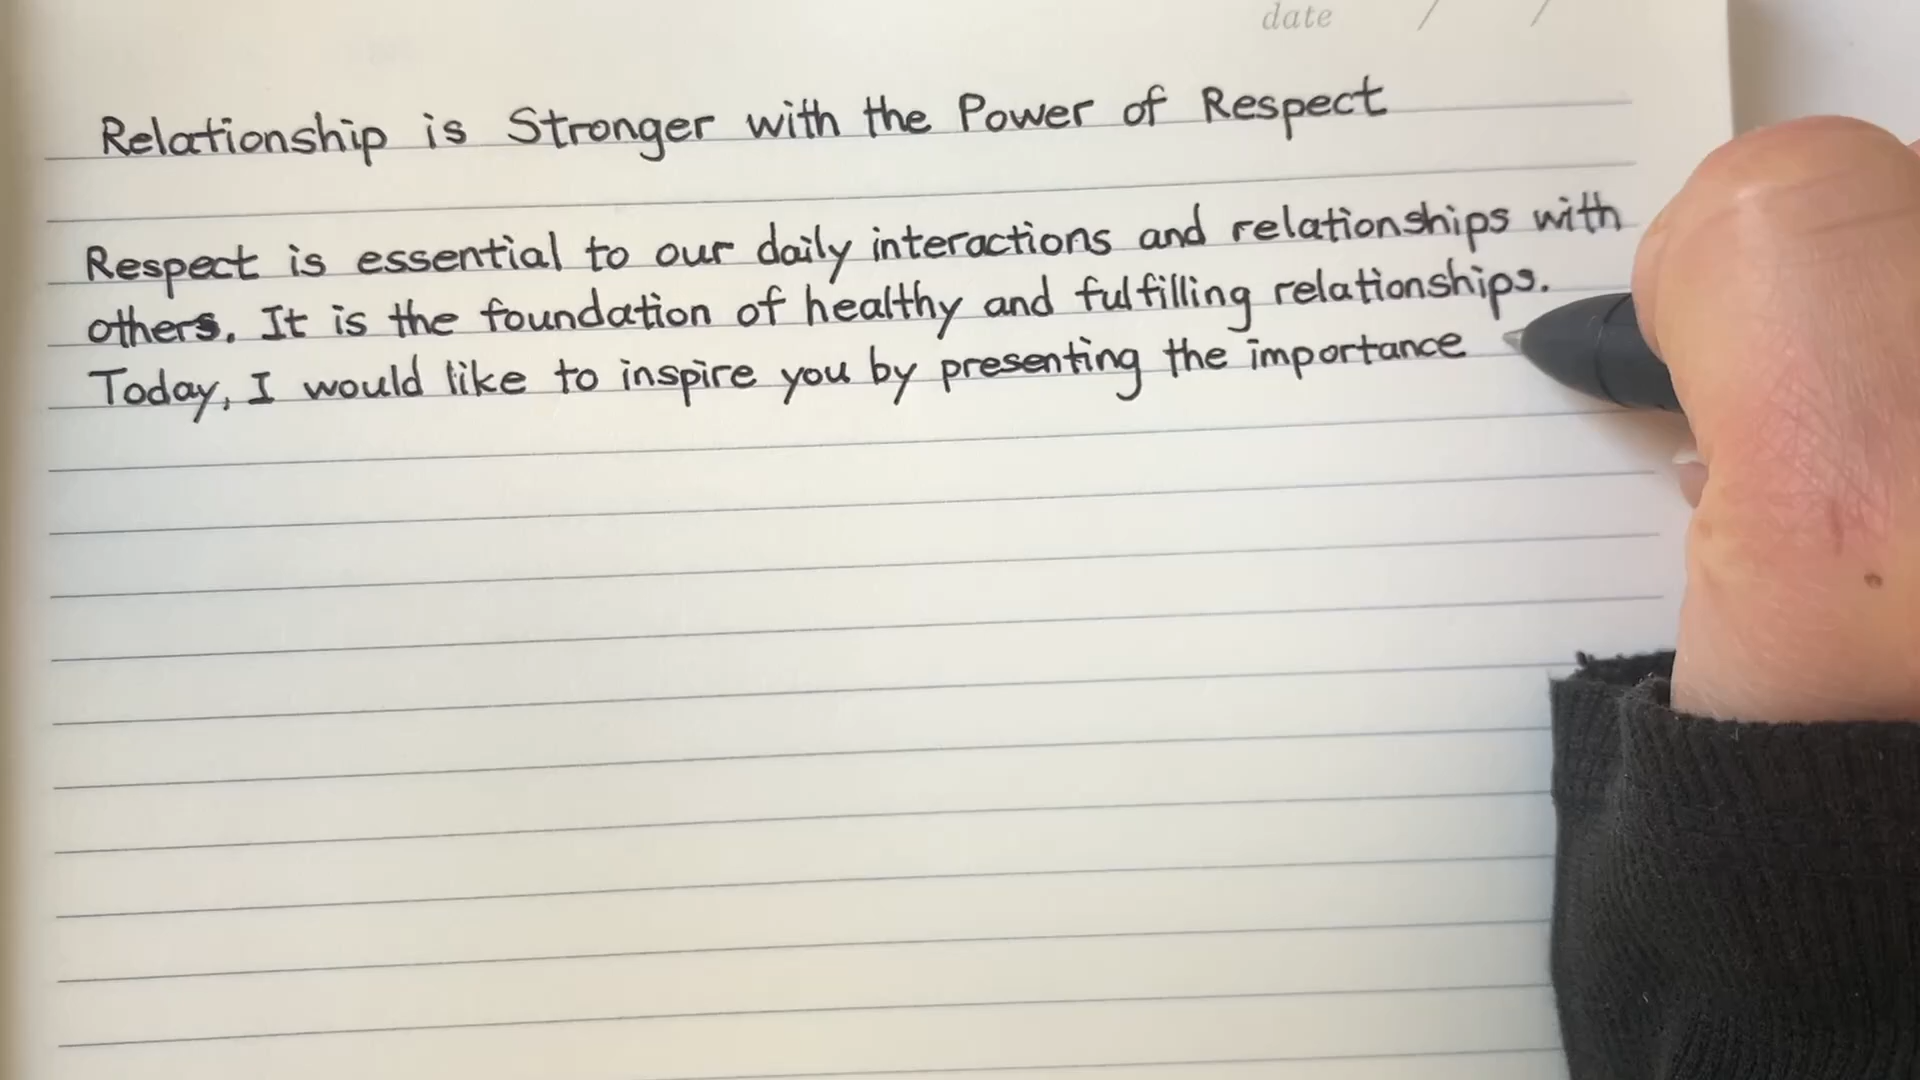 date / /
Relationship is Stronger with the Power of Respect
Respect is essential to our daily interactions and relationships with
others. It is the foundation of healthy and fulfilling relationships.
Today, I would like to inspire you by presenting the importance